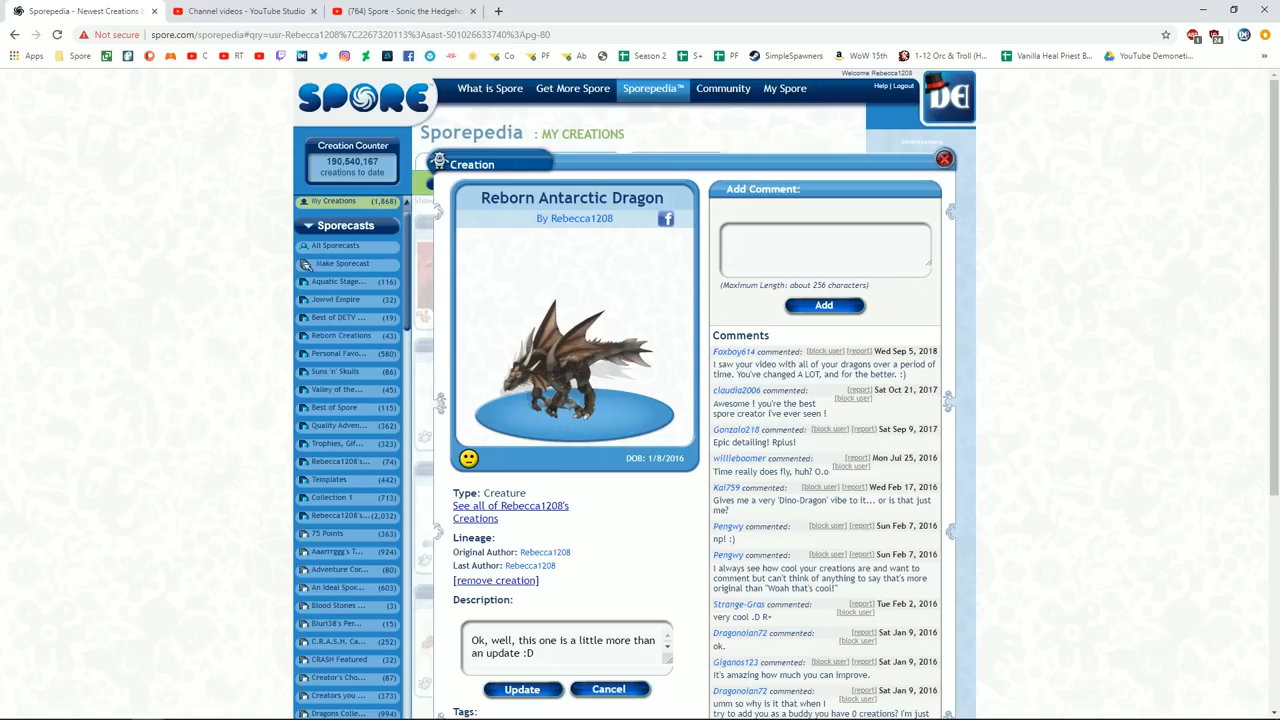 Sporepedia - Newest Creations b
Channel videos - YouTube Studio
(764) Spore - Sonic the Hedgeho
Not secure | spore.com/sporepedia#qry=usr-Rebecca1208%7C2267320113%3Asast-501026633740%3Apg-80
Apps Spore C RT Co PF Ab Season 2 S+ PF SimpleSpawners WoW 15th 1-12 Orc & Troll (H... Vanilla Heal Priest B... YouTube Demoneti...
Welcome Rebecca1208
SPORE
What is Spore Get More Spore Sporepedia™ Community My Spore
Help | Logout
DE
Sporepedia : MY CREATIONS
Creation Counter
190,540,167
creations to date
My Creations (1,868)
Sporecasts
All Sporecasts
Make Sporecast
Aquatic Stage... (116)
Jowwi Empire (32)
Best of DETV ... (19)
Reborn Creations (43)
Personal Favo... (580)
Suns 'n' Skulls (86)
Valley of the... (45)
Best of Spore (115)
Quality Adven... (362)
Trophies, Gif... (323)
Rebecca1208's... (74)
Templates (442)
Collection 1 (713)
Rebecca1208's... (2,032)
75 Points (363)
Aaarrrggg's T... (924)
Adventure Cor... (80)
An Ideal Spor... (603)
Blood Stones ... (3)
Bluri38's Per... (15)
C.R.A.S.H. Ca... (252)
CRASH Featured (32)
Creator's Cho... (87)
Creators you ... (373)
Dragons Colle... (994)
Creation
Reborn Antarctic Dragon
By Rebecca1208
DOB: 1/8/2016
Type: Creature
See all of Rebecca1208's
Creations
Lineage:
Original Author: Rebecca1208
Last Author: Rebecca1208
[remove creation]
Description:
Ok, well, this one is a little more than
an update :D
Update Cancel
Tags:
Add Comment:
(Maximum Length: about 256 characters)
Add
Comments
Foxboy614 commented: [block user] [report] Wed Sep 5, 2018
I saw your video with all of your dragons over a period of
time. You've changed A LOT, and for the better. :)
claudia2006 commented: [report] Sat Oct 21, 2017
[block user]
Awesome ! you're the best
spore creator i've ever seen !
Gonzalo218 commented: [block user] [report] Sat Sep 9, 2017
Epic detailing! Rplus!
willieboomer commented: [report] Mon Jul 25, 2016
[block user]
Time really does fly, huh? O.o
Kai759 commented: [block user] [report] Wed Feb 17, 2016
Gives me a very 'Dino-Dragon' vibe to it... or is that just
me?
Pengwy commented: [block user] [report] Sun Feb 7, 2016
np! :)
Pengwy commented: [block user] [report] Sun Feb 7, 2016
I always see how cool your creations are and want to
comment but can't think of anything to say that's more
original than "Woah that's cool!"
Strange-Gras commented: [report] Tue Feb 2, 2016
[block user]
very cool :D R+
Dragonoian72 commented: [report] Sat Jan 9, 2016
[block user]
ok.
Giganos123 commented: [block user] [report] Sat Jan 9, 2016
It's amazing how much you can improve.
Dragonoian72 commented: [report] Sat Jan 9, 2016
[block user]
umm so why is it that when I
try to add you as a buddy you have 0 creations? I'm just